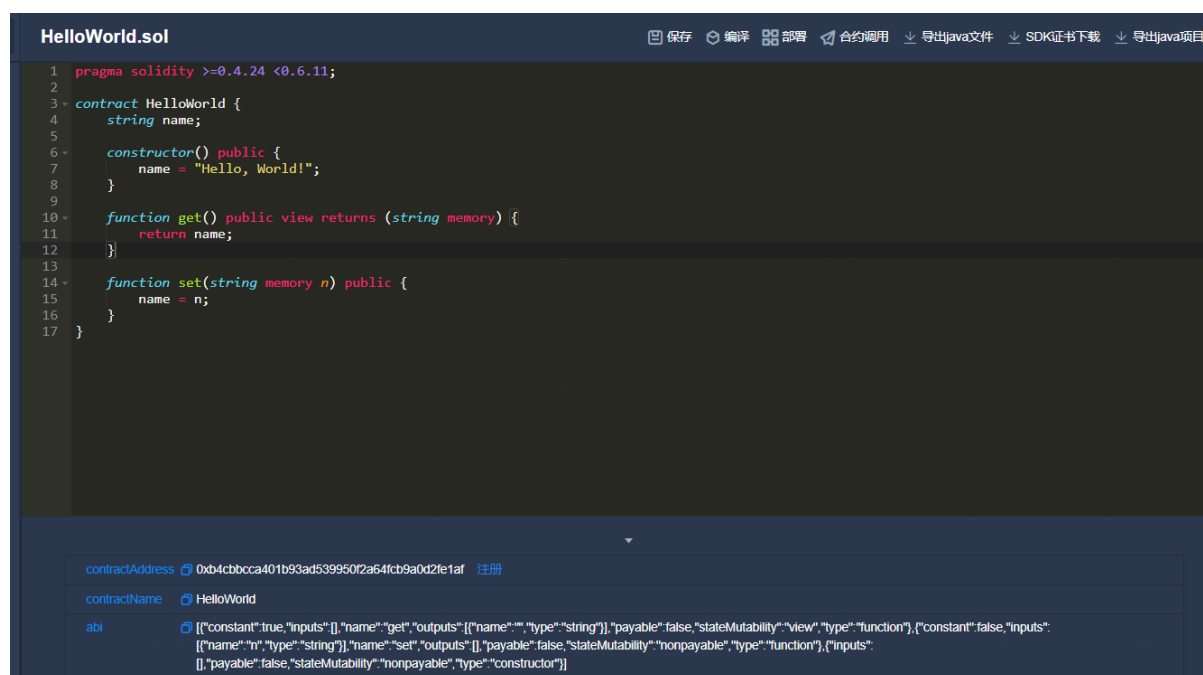 HelloWorld.sol 保存 编译 部署 合约调用 导出java文件 SDK证书下载 导出java项目
1 pragma solidity >=0.4.24 <0.6.11;
2
3 contract HelloWorld {
4 string name;
5
6 constructor() public {
7 name = "Hello, World!";
8 }
9
10 function get() public view returns (string memory) {
11 return name;
12 }
13
14 function set(string memory n) public {
15 name = n;
16 }
17 }
contractAddress 0xb4cbbcca401b93ad539950f2a64fcb9a0d2fe1af 注册
contractName HelloWorld
abi [{"constant":true,"inputs":[],"name":"get","outputs":[{"name":"","type":"string"}],"payable":false,"stateMutability":"view","type":"function"},{"constant":false,"inputs":
[{"name":"n","type":"string"}],"name":"set","outputs":[],"payable":false,"stateMutability":"nonpayable","type":"function"},{"inputs":
[],"payable":false,"stateMutability":"nonpayable","type":"constructor"}]